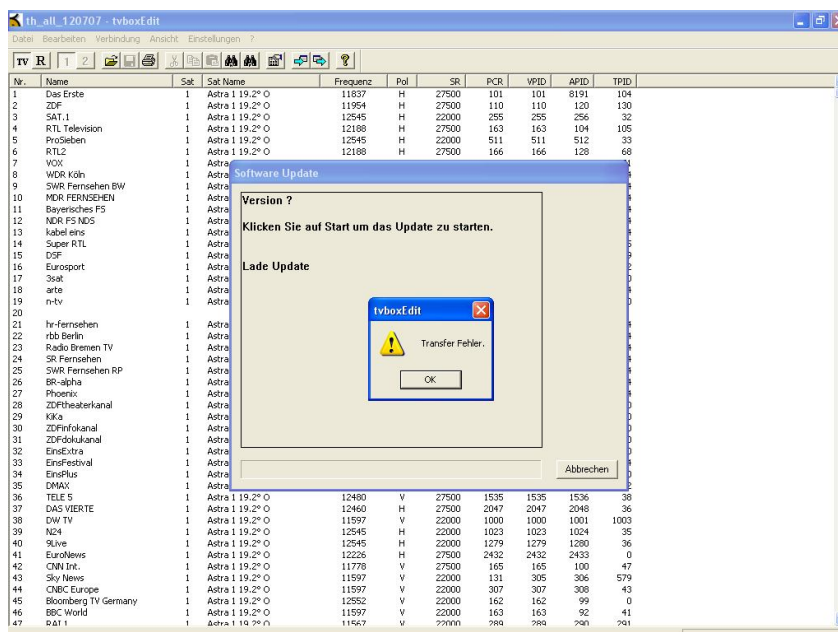 th_all_120707 - tvboxEdit
Datei Bearbeiten Verbindung Ansicht Einstellungen ?
TV R 1 2
Nr. Name Sat Sat Name Frequenz Pol SR PCR VPID APID TPID
1 Das Erste 1 Astra 1 19.2° O 11837 H 27500 101 101 8191 104
2 ZDF 1 Astra 1 19.2° O 11954 H 27500 110 110 120 130
3 SAT.1 1 Astra 1 19.2° O 12545 H 22000 255 255 256 32
4 RTL Television 1 Astra 1 19.2° O 12188 H 27500 163 163 104 105
5 ProSieben 1 Astra 1 19.2° O 12545 H 22000 511 511 512 33
6 RTL2 1 Astra 1 19.2° O 12188 H 27500 166 166 128 68
7 VOX 1 Astra
8 WDR Köln 1 Astra
9 SWR Fernsehen BW 1 Astra
10 MDR FERNSEHEN 1 Astra
11 Bayerisches FS 1 Astra
12 NDR FS NDS 1 Astra
13 kabel eins 1 Astra
14 Super RTL 1 Astra
15 DSF 1 Astra
16 Eurosport 1 Astra
17 3sat 1 Astra
18 arte 1 Astra
19 n-tv 1 Astra
20
21 hr-fernsehen 1 Astra
22 rbb Berlin 1 Astra
23 Radio Bremen TV 1 Astra
24 SR Fernsehen 1 Astra
25 SWR Fernsehen RP 1 Astra
26 BR-alpha 1 Astra
27 Phoenix 1 Astra
28 ZDFtheaterkanal 1 Astra
29 KiKa 1 Astra
30 ZDFinfokanal 1 Astra
31 ZDFdokukanal 1 Astra
32 EinsExtra 1 Astra
33 EinsFestival 1 Astra
34 EinsPlus 1 Astra
35 DMAX 1 Astra
36 TELE 5 1 Astra 1 19.2° O 12480 V 27500 1535 1535 1536 38
37 DAS VIERTE 1 Astra 1 19.2° O 12460 H 27500 2047 2047 2048 36
38 DW TV 1 Astra 1 19.2° O 11597 V 22000 1000 1000 1001 1003
39 N24 1 Astra 1 19.2° O 12545 H 22000 1023 1023 1024 35
40 9Live 1 Astra 1 19.2° O 12545 H 22000 1279 1279 1280 36
41 EuroNews 1 Astra 1 19.2° O 12226 H 27500 2432 2432 2433 0
42 CNN Int. 1 Astra 1 19.2° O 11778 V 27500 165 165 100 47
43 Sky News 1 Astra 1 19.2° O 11597 V 22000 131 305 306 579
44 CNBC Europe 1 Astra 1 19.2° O 11597 V 22000 307 307 308 43
45 Bloomberg TV Germany 1 Astra 1 19.2° O 12552 V 22000 162 162 99 0
46 BBC World 1 Astra 1 19.2° O 11597 V 22000 163 163 92 41
47 RAI 1 1 Astra 1 19.2° O 11567 V 22000 289 289 290 291
Software Update
Version ?
Klicken Sie auf Start um das Update zu starten.
Lade Update
tvboxEdit
Transfer Fehler.
OK
Abbrechen